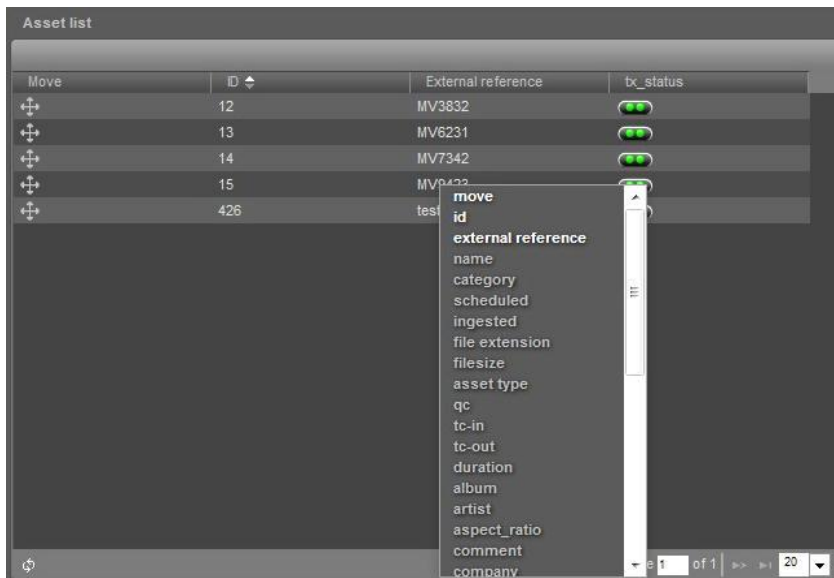 Asset list
Move ID External reference tx_status
12 MV3832
13 MV6231
14 MV7342
15 MV9423
426 test
move
id
external reference
name
category
scheduled
ingested
file extension
filesize
asset type
qc
tc-in
tc-out
duration
album
artist
aspect_ratio
comment
company
e 1 of 1 20